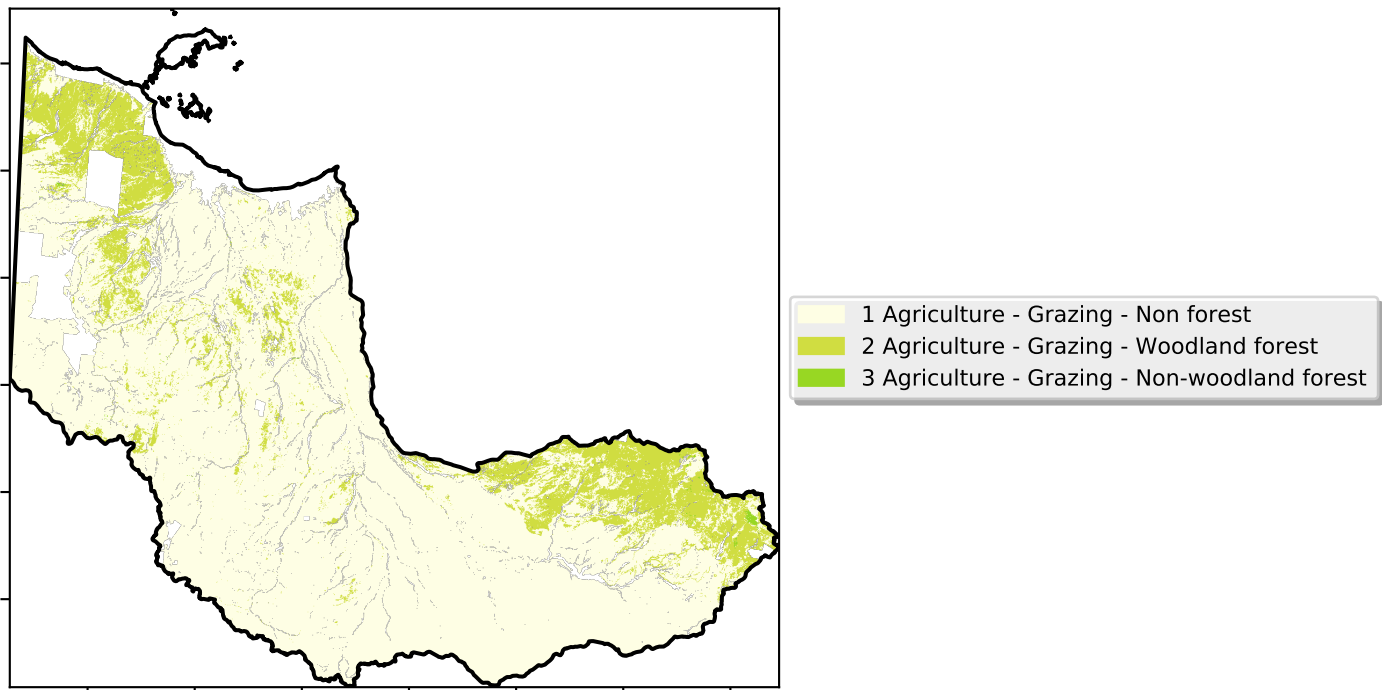 1 Agriculture - Grazing - Non forest
2 Agriculture - Grazing - Woodland forest
3 Agriculture - Grazing - Non-woodland forest